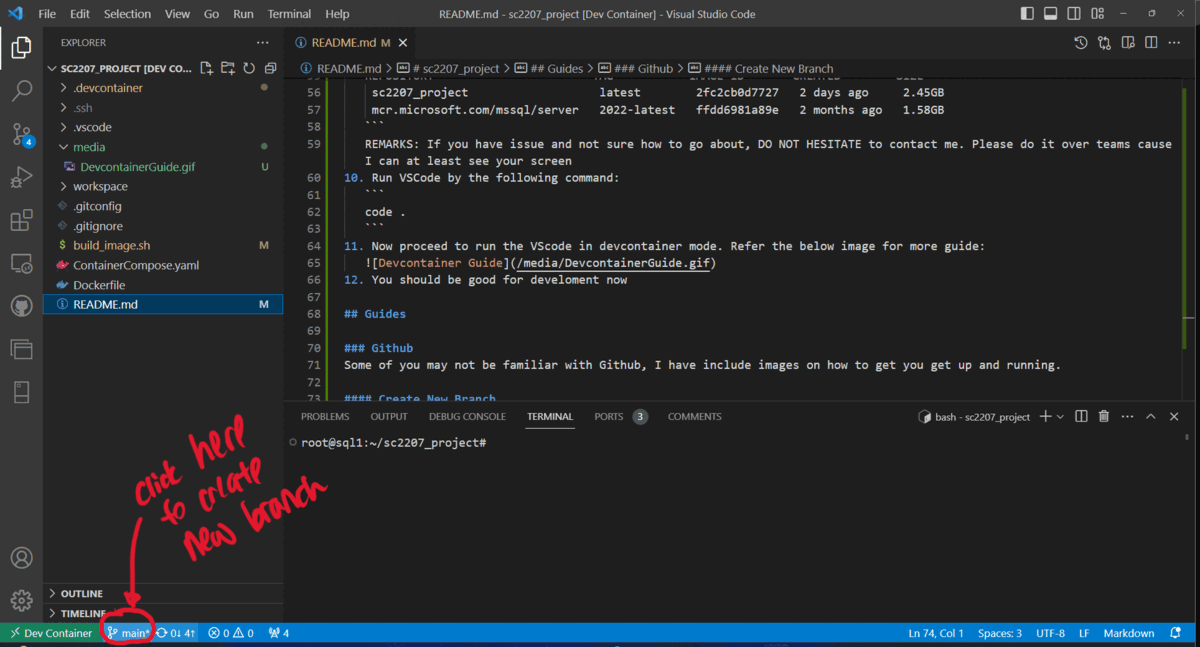 File Edit Selection View Go Run Terminal Help
README.md - sc2207_project [Dev Container] - Visual Studio Code
EXPLORER
SC2207_PROJECT [DEV CO...
.devcontainer
.ssh
.vscode
media
DevcontainerGuide.gif U
workspace
.gitconfig
.gitignore
$ build_image.sh M
ContainerCompose.yaml
Dockerfile
README.md M
OUTLINE
TIMELINE
4
README.md M
README.md > # sc2207_project > ## Guides > ### Github > #### Create New Branch
56 sc2207_project latest 2fc2cb0d7727 2 days ago 2.45GB
57 mcr.microsoft.com/mssql/server 2022-latest ffdd6981a89e 2 months ago 1.58GB
58 ```
59 REMARKS: If you have issue and not sure how to go about, DO NOT HESITATE to contact me. Please do it over teams cause
I can at least see your screen
60 10. Run VSCode by the following command:
61 ```
62 code .
63 ```
64 11. Now proceed to run the VScode in devcontainer mode. Refer the below image for more guide:
65 ![Devcontainer Guide](/media/DevcontainerGuide.gif)
66 12. You should be good for develoment now
67
68 ## Guides
69
70 ### Github
71 Some of you may not be familiar with Github, I have include images on how to get you get up and running.
72
73 #### Create New Branch
PROBLEMS OUTPUT DEBUG CONSOLE TERMINAL PORTS 3 COMMENTS
bash - sc2207_project
root@sql1:~/sc2207_project#
click here
to create
new branch
Dev Container main* 0↓ 4↑ 0 0 4
Ln 74, Col 1 Spaces: 3 UTF-8 LF Markdown